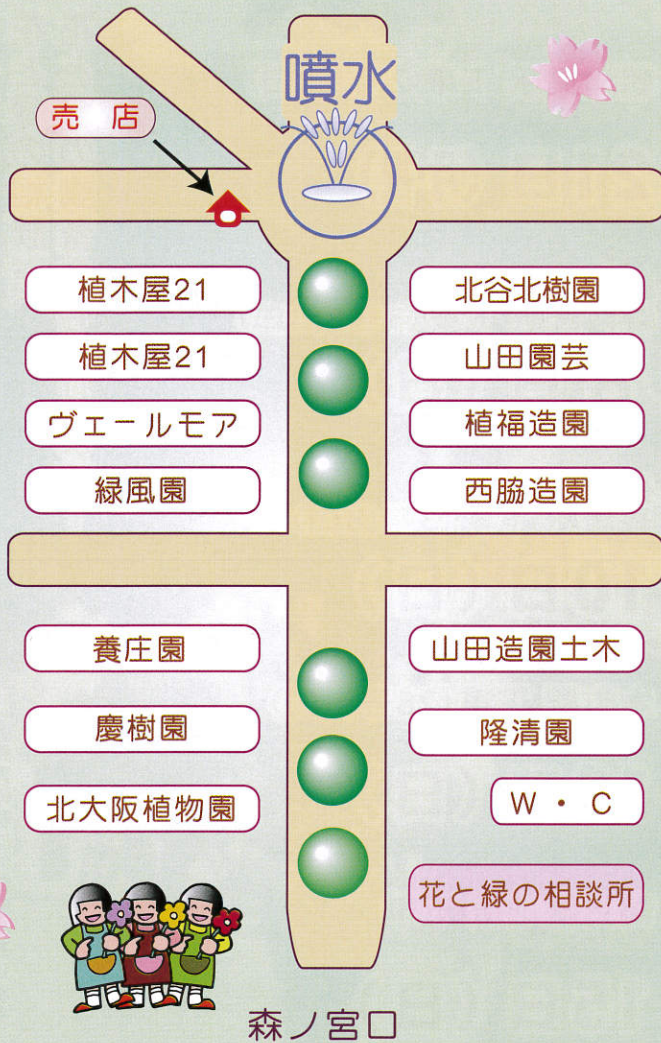 噴水
売店
植木屋21
北谷北樹園
植木屋21
山田園芸
ヴェールモア
植福造園
緑風園
西脇造園
養庄園
山田造園土木
慶樹園
隆清園
北大阪植物園
W・C
花と緑の相談所
森ノ宮口